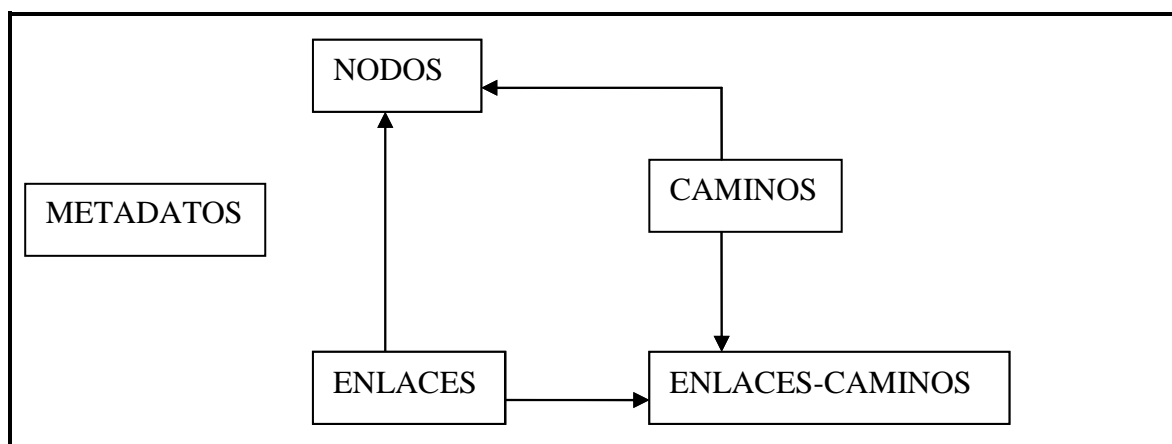 NODOS
CAMINOS
METADATOS
ENLACES
ENLACES-CAMINOS